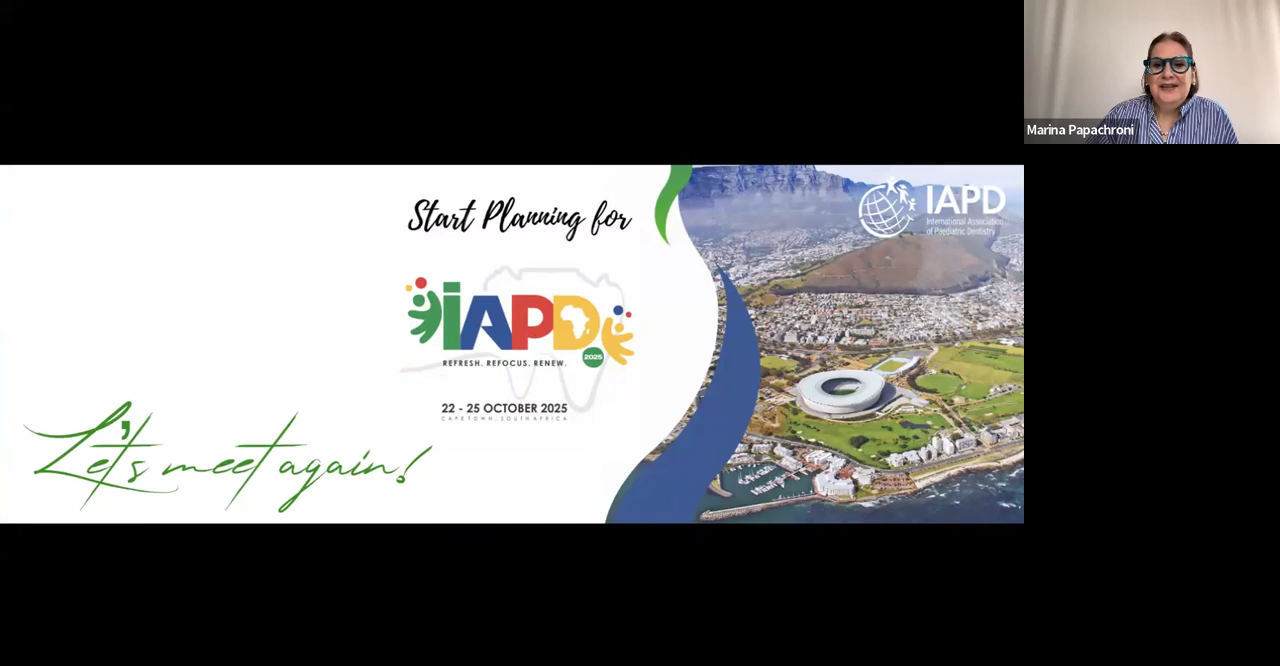 Marina Papachroni
Start Planning for
IAPD
International Association
of Paediatric Dentistry
iAPD
2025
REFRESH. REFOCUS. RENEW.
22 - 25 OCTOBER 2025
CAPE TOWN, SOUTH AFRICA
Let's meet again!